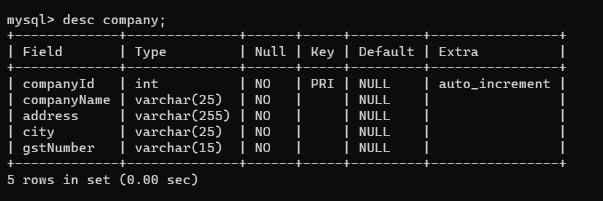 mysql> desc company;
+-------------+--------------+------+-----+---------+----------------+
| Field       | Type         | Null | Key | Default | Extra          |
+-------------+--------------+------+-----+---------+----------------+
| companyId   | int          | NO   | PRI | NULL    | auto_increment |
| companyName | varchar(25)  | NO   |     | NULL    |                |
| address     | varchar(255) | NO   |     | NULL    |                |
| city        | varchar(25)  | NO   |     | NULL    |                |
| gstNumber   | varchar(15)  | NO   |     | NULL    |                |
+-------------+--------------+------+-----+---------+----------------+
5 rows in set (0.00 sec)